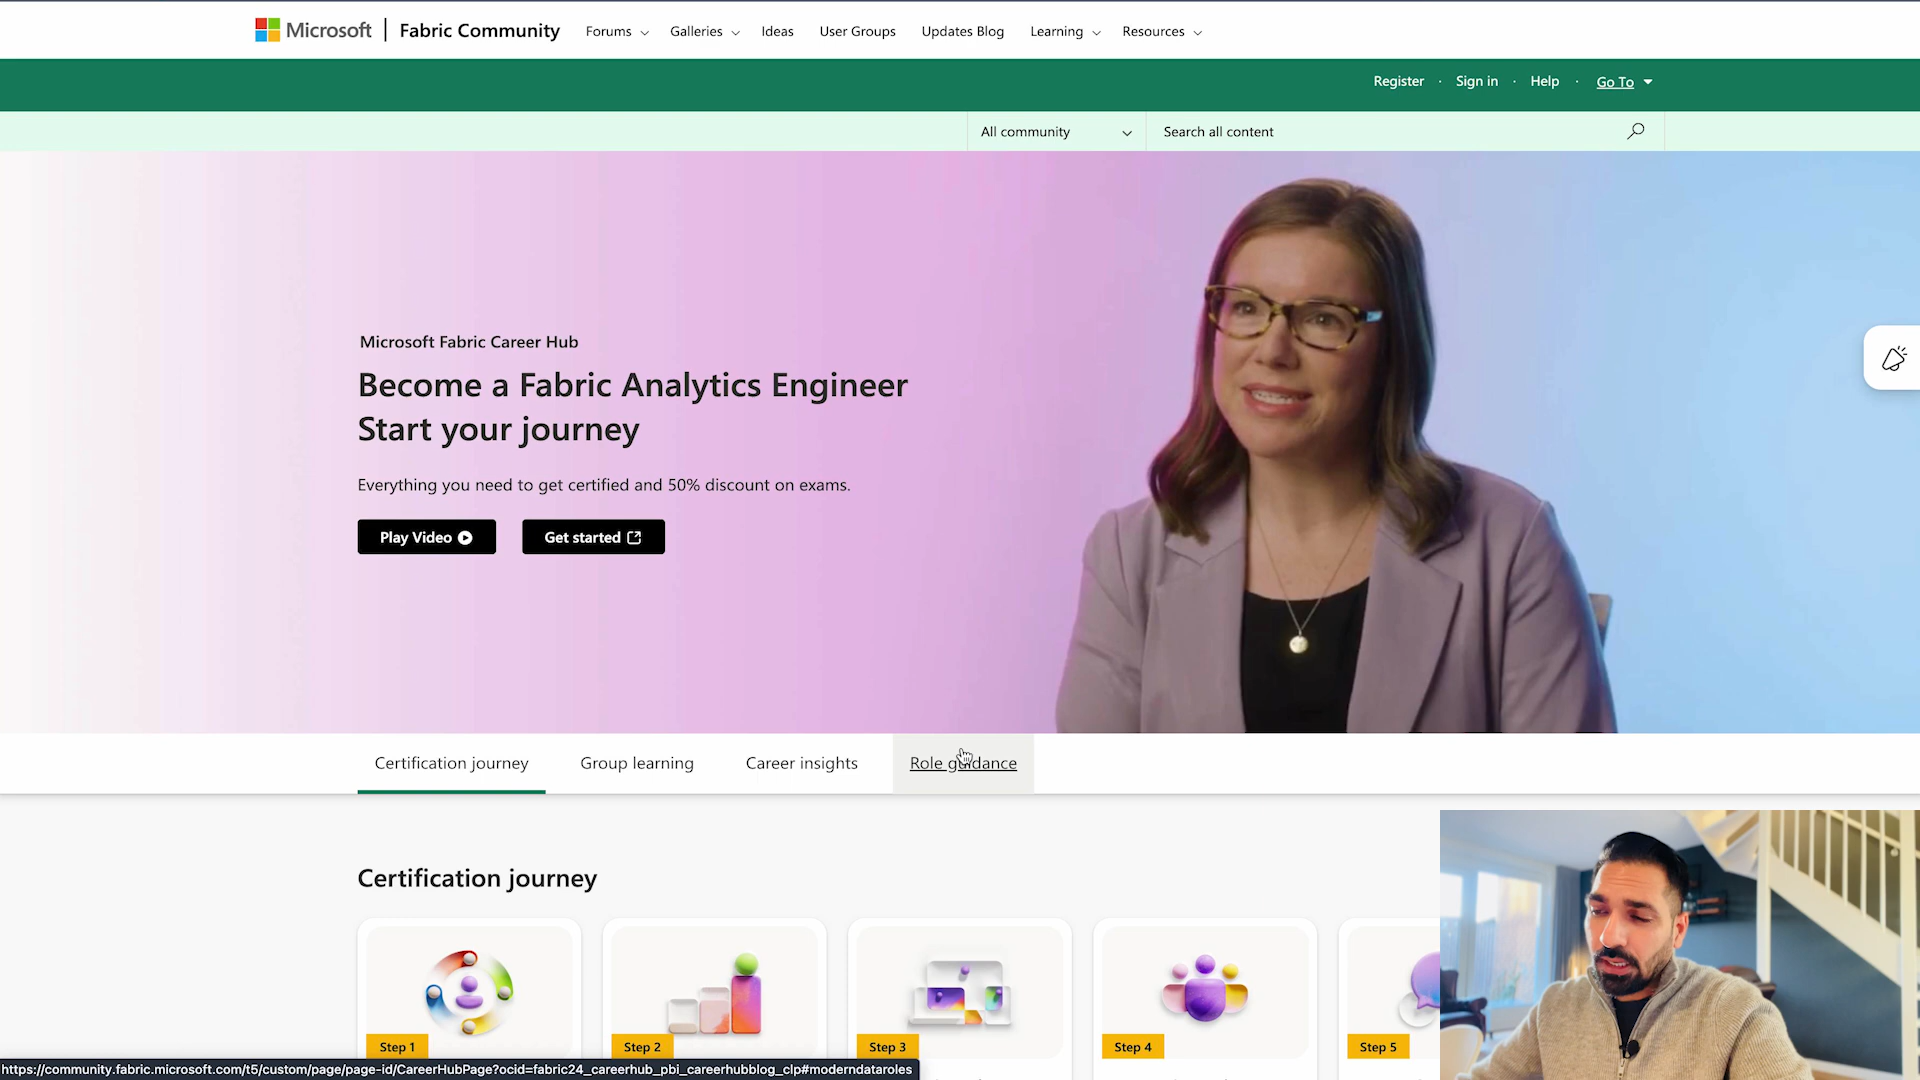 Microsoft | Fabric Community Forums Galleries Ideas User Groups Updates Blog Learning Resources
Register · Sign in · Help · Go To
All community Search all content
Microsoft Fabric Career Hub
Become a Fabric Analytics Engineer
Start your journey
Everything you need to get certified and 50% discount on exams.
Play Video Get started
Certification journey Group learning Career insights Role guidance
Certification journey
Step 1 Step 2 Step 3 Step 4 Step 5
https://community.fabric.microsoft.com/t5/custom/page/page-id/CareerHubPage?ocid=fabric24_careerhub_pbi_careerhubblog_clp#moderndataroles